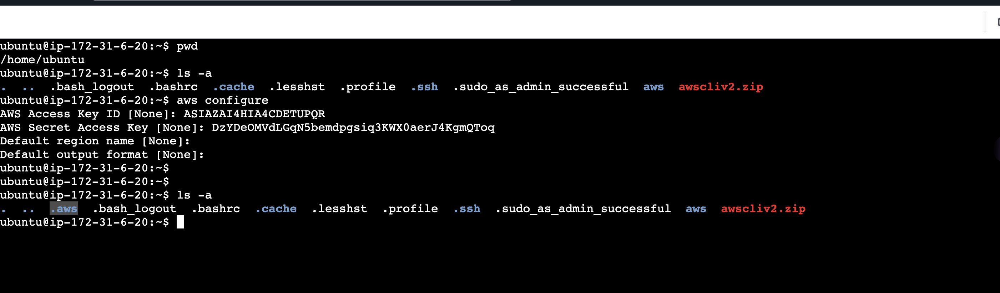 ubuntu@ip-172-31-6-20:~$ pwd
/home/ubuntu
ubuntu@ip-172-31-6-20:~$ ls -a
. .. .bash_logout .bashrc .cache .lesshst .profile .ssh .sudo_as_admin_successful aws awscliv2.zip
ubuntu@ip-172-31-6-20:~$ aws configure
AWS Access Key ID [None]: ASIAZAI4HIA4CDETUPQR
AWS Secret Access Key [None]: DzYDeOMVdLGqN5bemdpgsiq3KWX0aerJ4KgmQToq
Default region name [None]:
Default output format [None]:
ubuntu@ip-172-31-6-20:~$
ubuntu@ip-172-31-6-20:~$
ubuntu@ip-172-31-6-20:~$ ls -a
. .. .aws .bash_logout .bashrc .cache .lesshst .profile .ssh .sudo_as_admin_successful aws awscliv2.zip
ubuntu@ip-172-31-6-20:~$